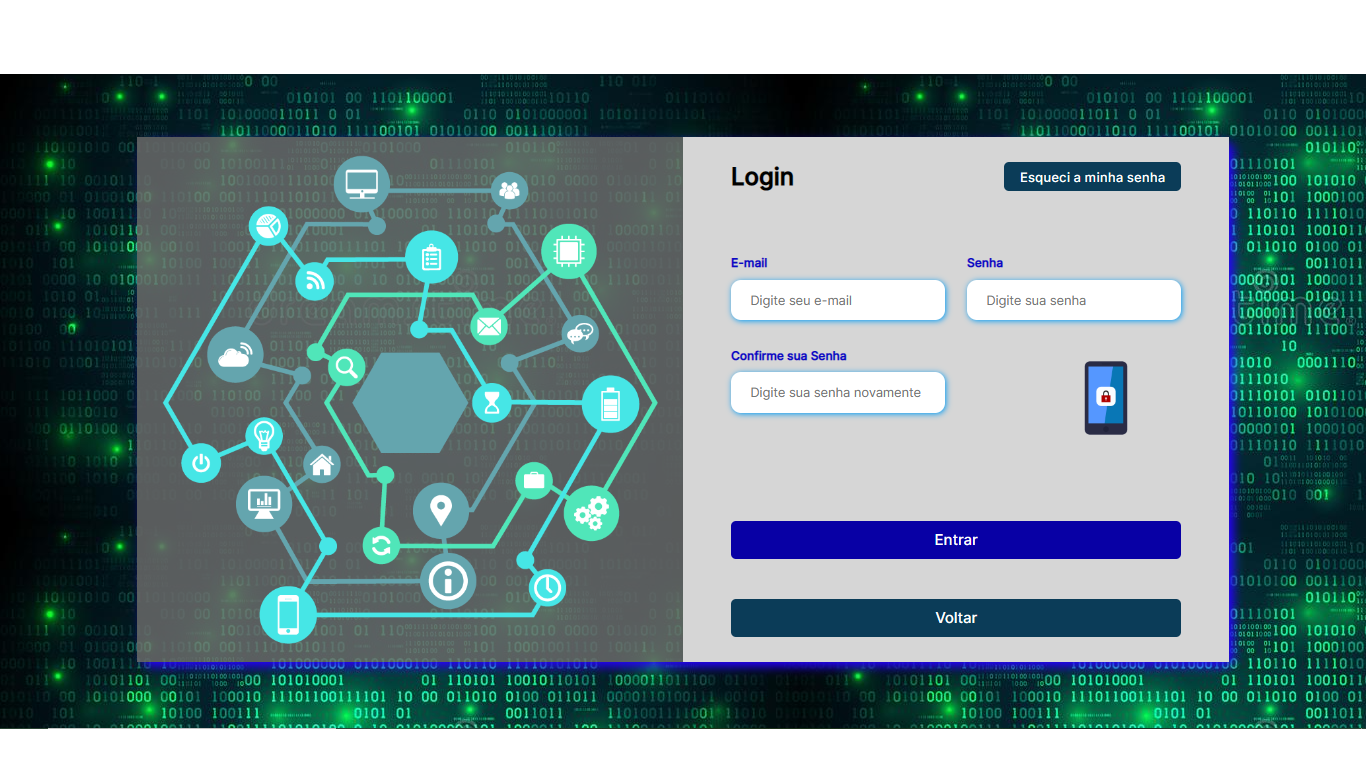 Login
Esqueci a minha senha
E-mail
Senha
Digite seu e-mail
Digite sua senha
Confirme sua Senha
Digite sua senha novamente
Entrar
Voltar